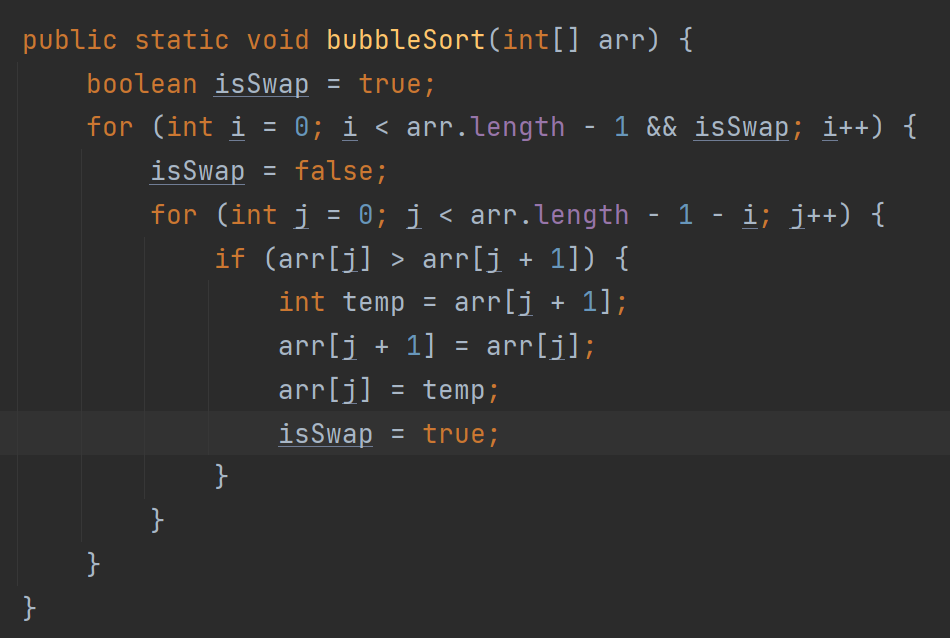 public static void bubbleSort(int[] arr) {
    boolean isSwap = true;
    for (int i = 0; i < arr.length - 1 && isSwap; i++) {
        isSwap = false;
        for (int j = 0; j < arr.length - 1 - i; j++) {
            if (arr[j] > arr[j + 1]) {
                int temp = arr[j + 1];
                arr[j + 1] = arr[j];
                arr[j] = temp;
                isSwap = true;
            }
        }
    }
}